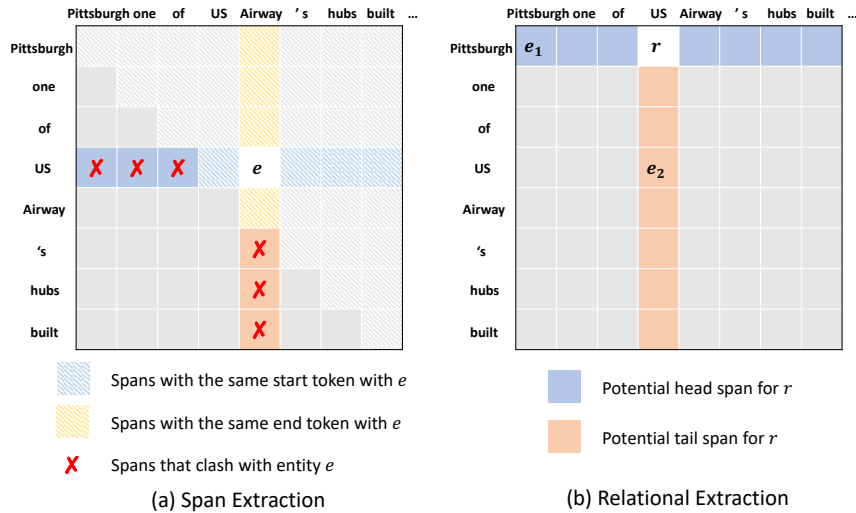 Pittsburgh one of US Airway ’s hubs built ...
Pittsburgh
one
of
US
Airway
‘s
hubs
built
✗ ✗ ✗ e
✗
✗
✗
Spans with the same start token with e
Spans with the same end token with e
✗ Spans that clash with entity e
(a) Span Extraction
Pittsburgh one of US Airway ’s hubs built ...
Pittsburgh
one
of
US
Airway
‘s
hubs
built
e₁ r
e₂
Potential head span for r
Potential tail span for r
(b) Relational Extraction